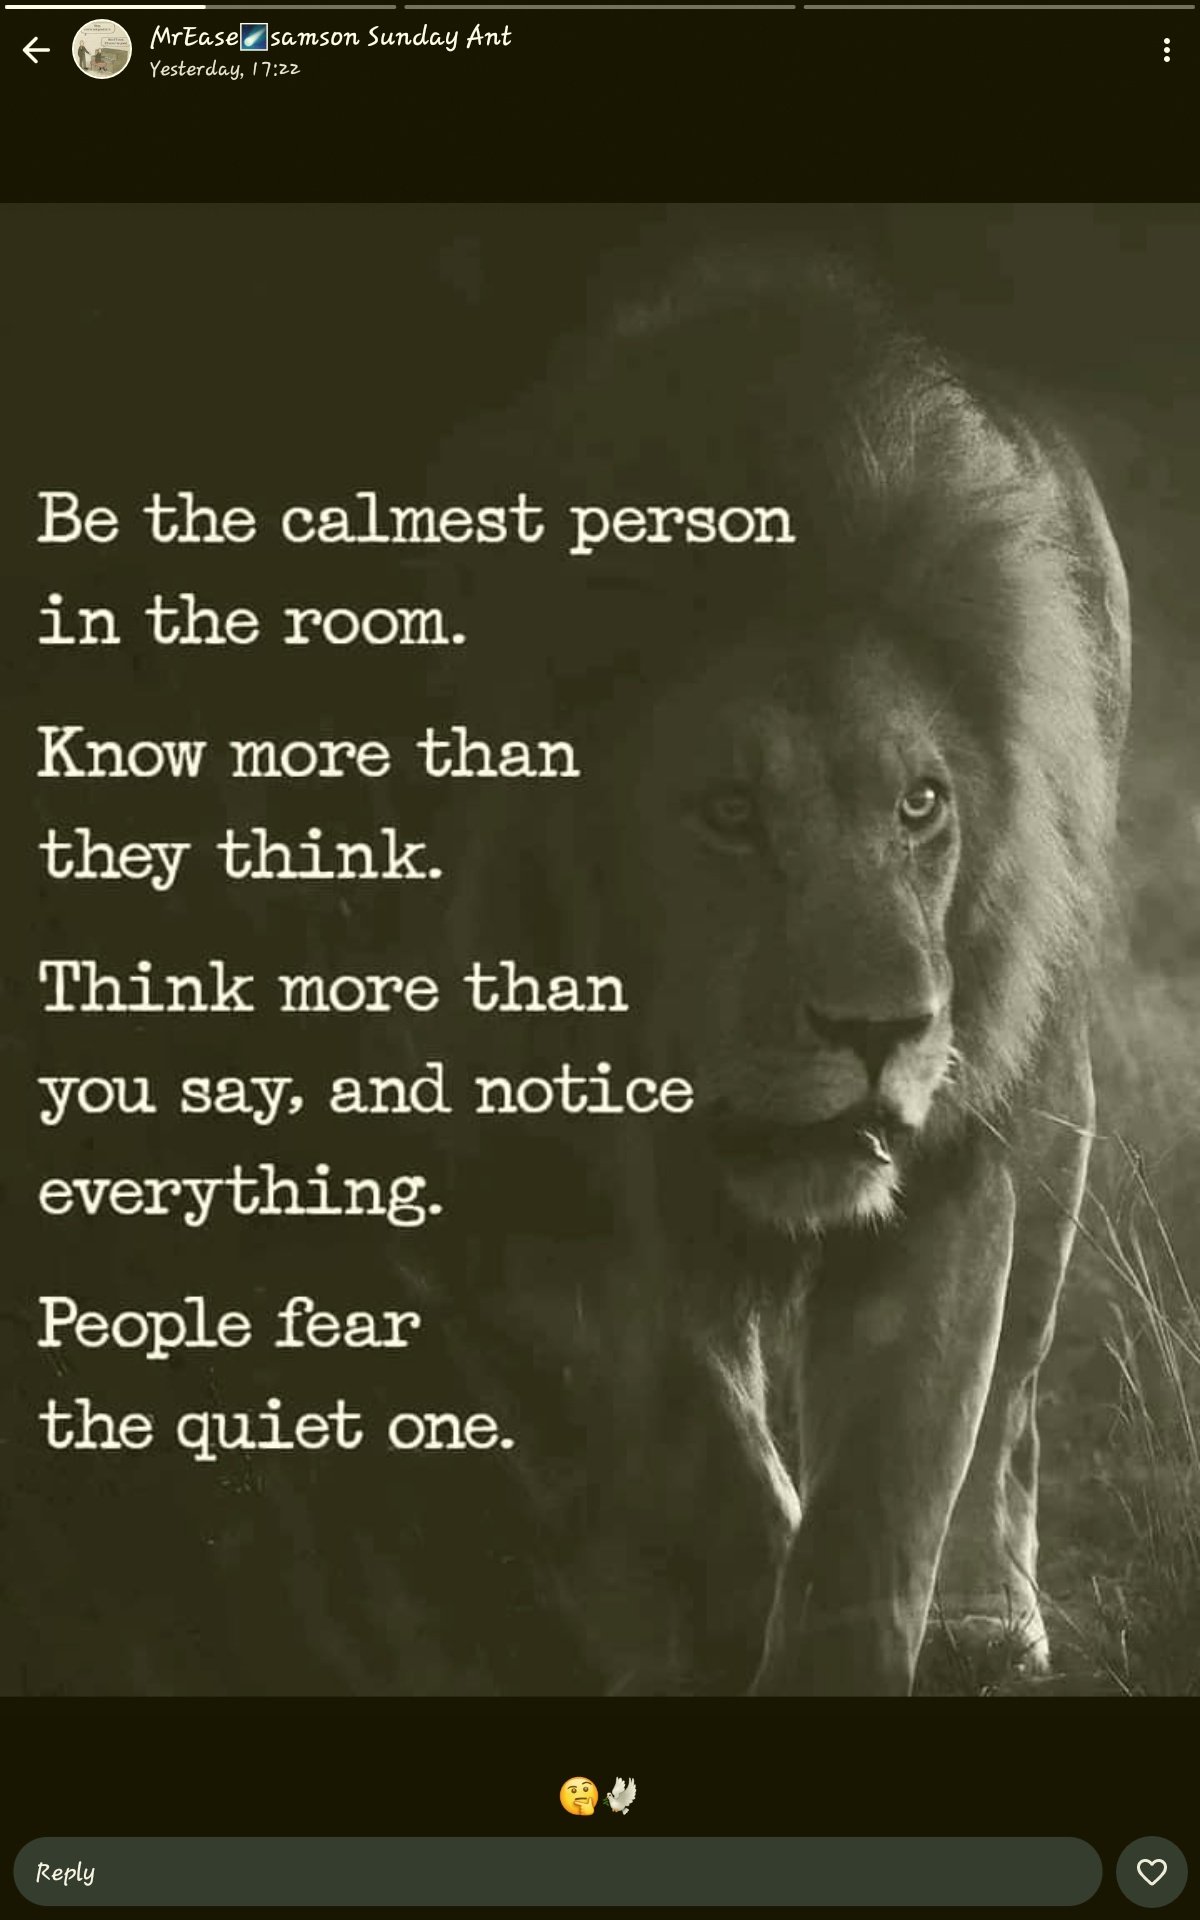 MrEase☄️samson Sunday Ant
Yesterday, 17:22
Be the calmest person
in the room.
Know more than
they think.
Think more than
you say, and notice
everything.
People fear
the quiet one.
🤔🕊️
Reply